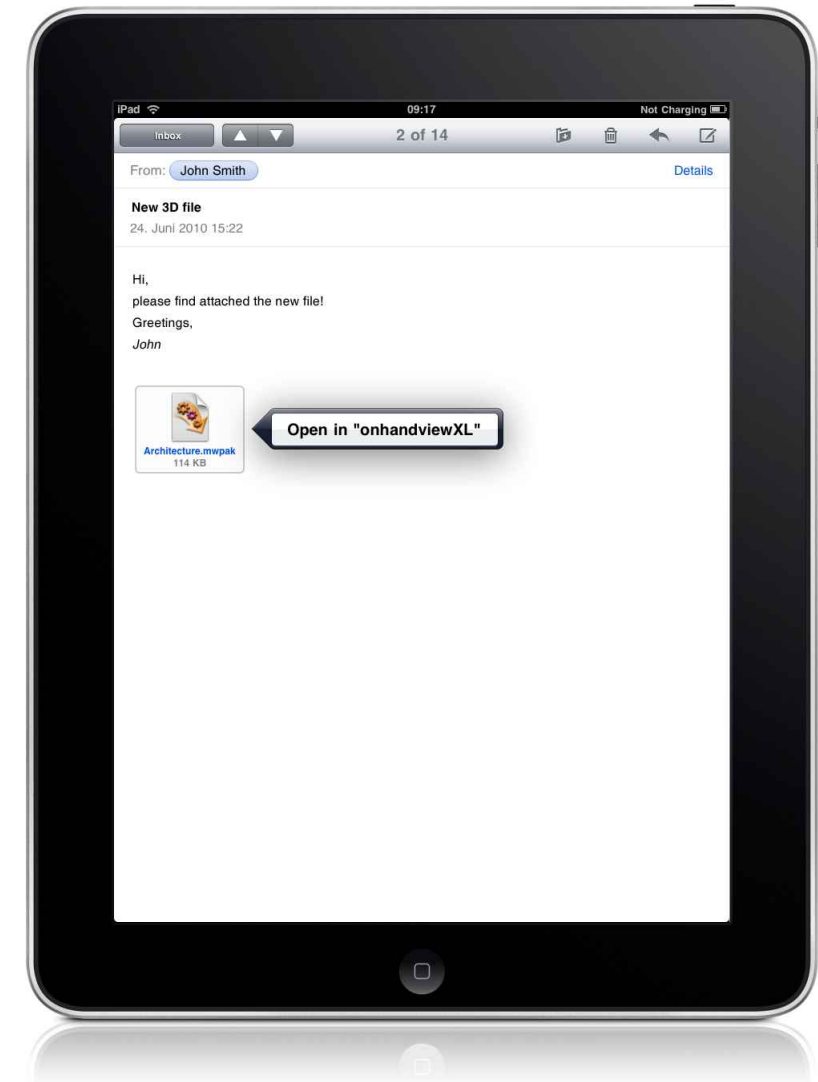 iPad 09:17 Not Charging
Inbox 2 of 14
From: John Smith Details
New 3D file
24. Juni 2010 15:22
Hi,
please find attached the new file!
Greetings,
John
Open in "onhandviewXL"
Architecture.mwpak
114 KB